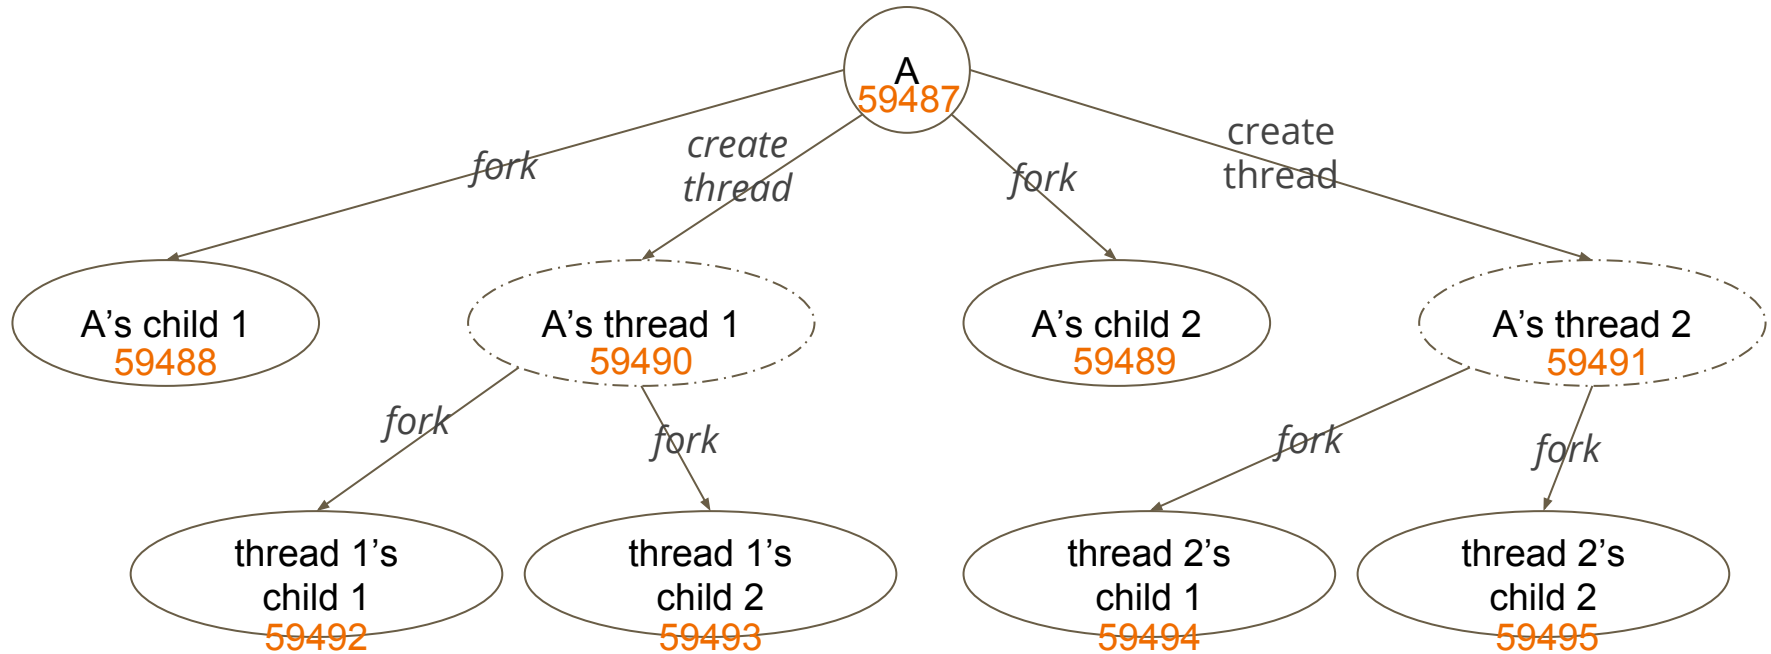 A
59487
fork
create
thread
fork
create
thread
A’s child 1
59488
A’s thread 1
59490
A’s child 2
59489
A’s thread 2
59491
fork
fork
fork
fork
thread 1’s
child 1
59492
thread 1’s
child 2
59493
thread 2’s
child 1
59494
thread 2’s
child 2
59495